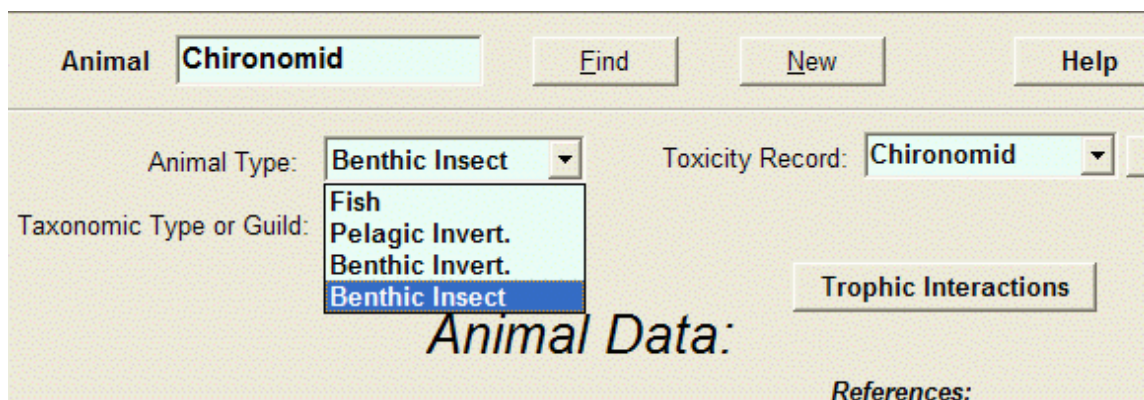 Animal Chironomid Find New Help
Animal Type: Benthic Insect Toxicity Record: Chironomid
Taxonomic Type or Guild:
Fish
Pelagic Invert.
Benthic Invert.
Benthic Insect
Trophic Interactions
Animal Data:
References: